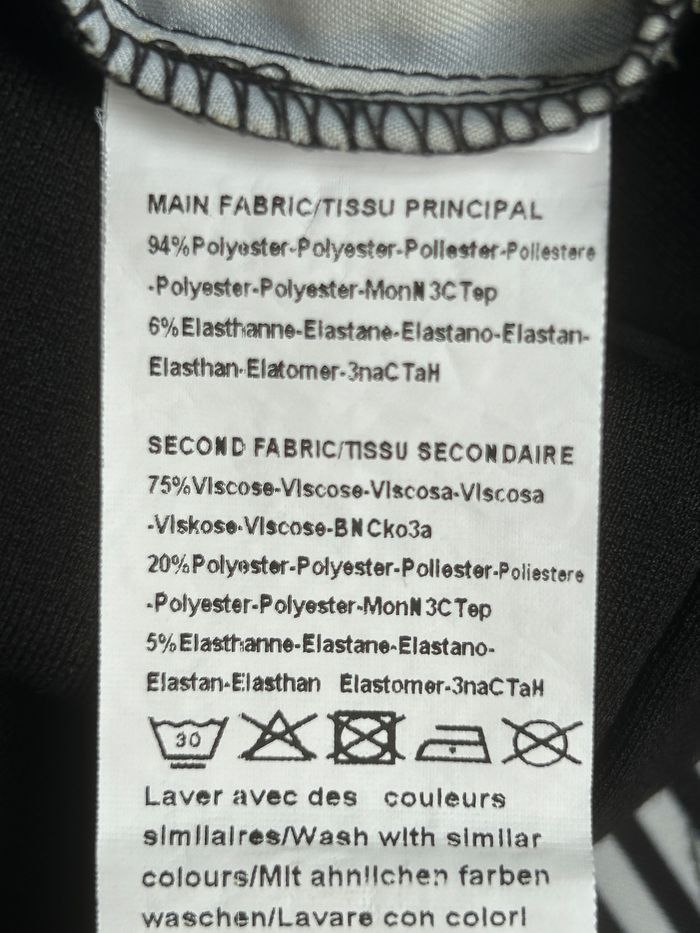 MAIN FABRIC/TISSU PRINCIPAL
94%Polyester-Polyester-Poliester-Poliestere
-Polyester-Polyester-MonN3CTep
6%Elasthanne-Elastane-Elastano-Elastan-
Elasthan-Elatomer-3naCTaH
SECOND FABRIC/TISSU SECONDAIRE
75%VIscose-VIscose-VIscosa-VIscosa
-VIskose-VIscose-BNCko3a
20%Polyester-Polyester-Poliester-Poliestere
-Polyester-Polyester-MonN3CTep
5%Elasthanne-Elastane-Elastano-
Elastan-Elasthan Elastomer-3naCTaH
30
Laver avec des couleurs
similaires/Wash with similar
colours/Mit ahnlichen farben
waschen/Lavare con colori